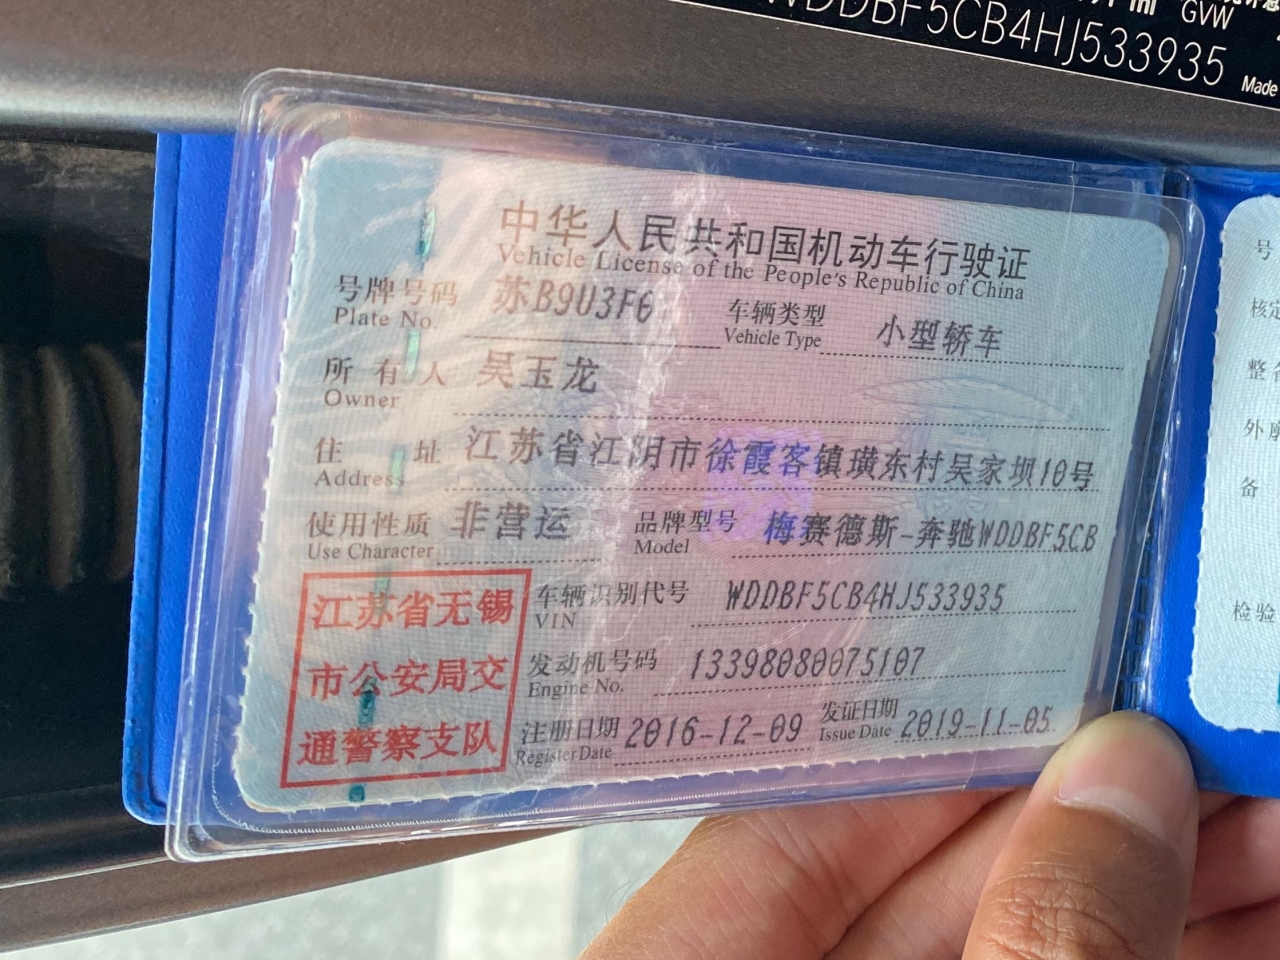 GVW
WDDBF5CB4HJ533935
Made
中华人民共和国机动车行驶证
Vehicle License of the People's Republic of China
号牌号码 苏B9U3F6 车辆类型 小型轿车
Plate No. Vehicle Type
所有人 吴玉龙
Owner
住址 江苏省江阴市徐霞客镇璜东村吴家坝10号
Address
使用性质 非营运 品牌型号 梅赛德斯-奔驰WDDBF5CB
Use Character Model
江苏省无锡
市公安局交
通警察支队
车辆识别代号 WDDBF5CB4HJ533935
VIN
发动机号码 13398080075107
Engine No.
注册日期 2016-12-09 发证日期 2019-11-05
Register Date Issue Date
号
核定
整备
外廓
备
检验